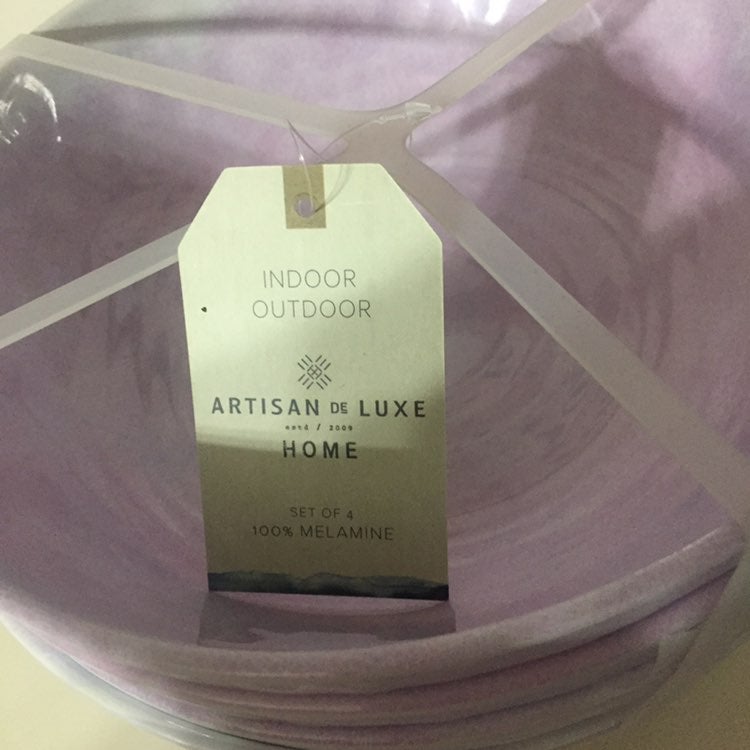 INDOOR
OUTDOOR
ARTISAN DE LUXE
estd / 2009
HOME
SET OF 4
100% MELAMINE